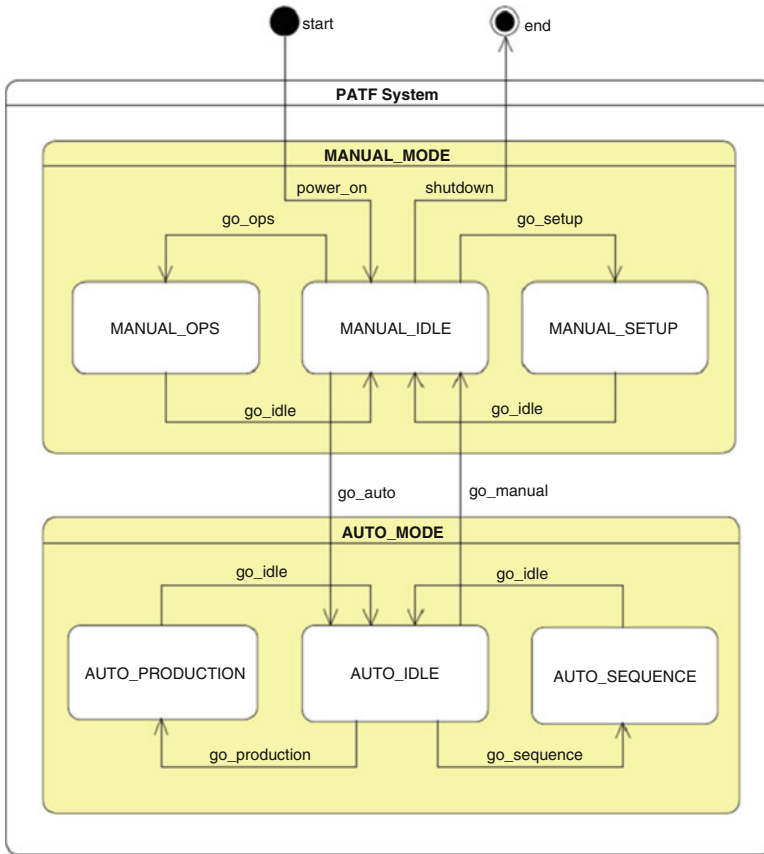 start
end
PATF System
MANUAL_MODE
power_on
shutdown
go_ops
go_setup
MANUAL_OPS
MANUAL_IDLE
MANUAL_SETUP
go_idle
go_idle
go_auto
go_manual
AUTO_MODE
go_idle
go_idle
AUTO_PRODUCTION
AUTO_IDLE
AUTO_SEQUENCE
go_production
go_sequence